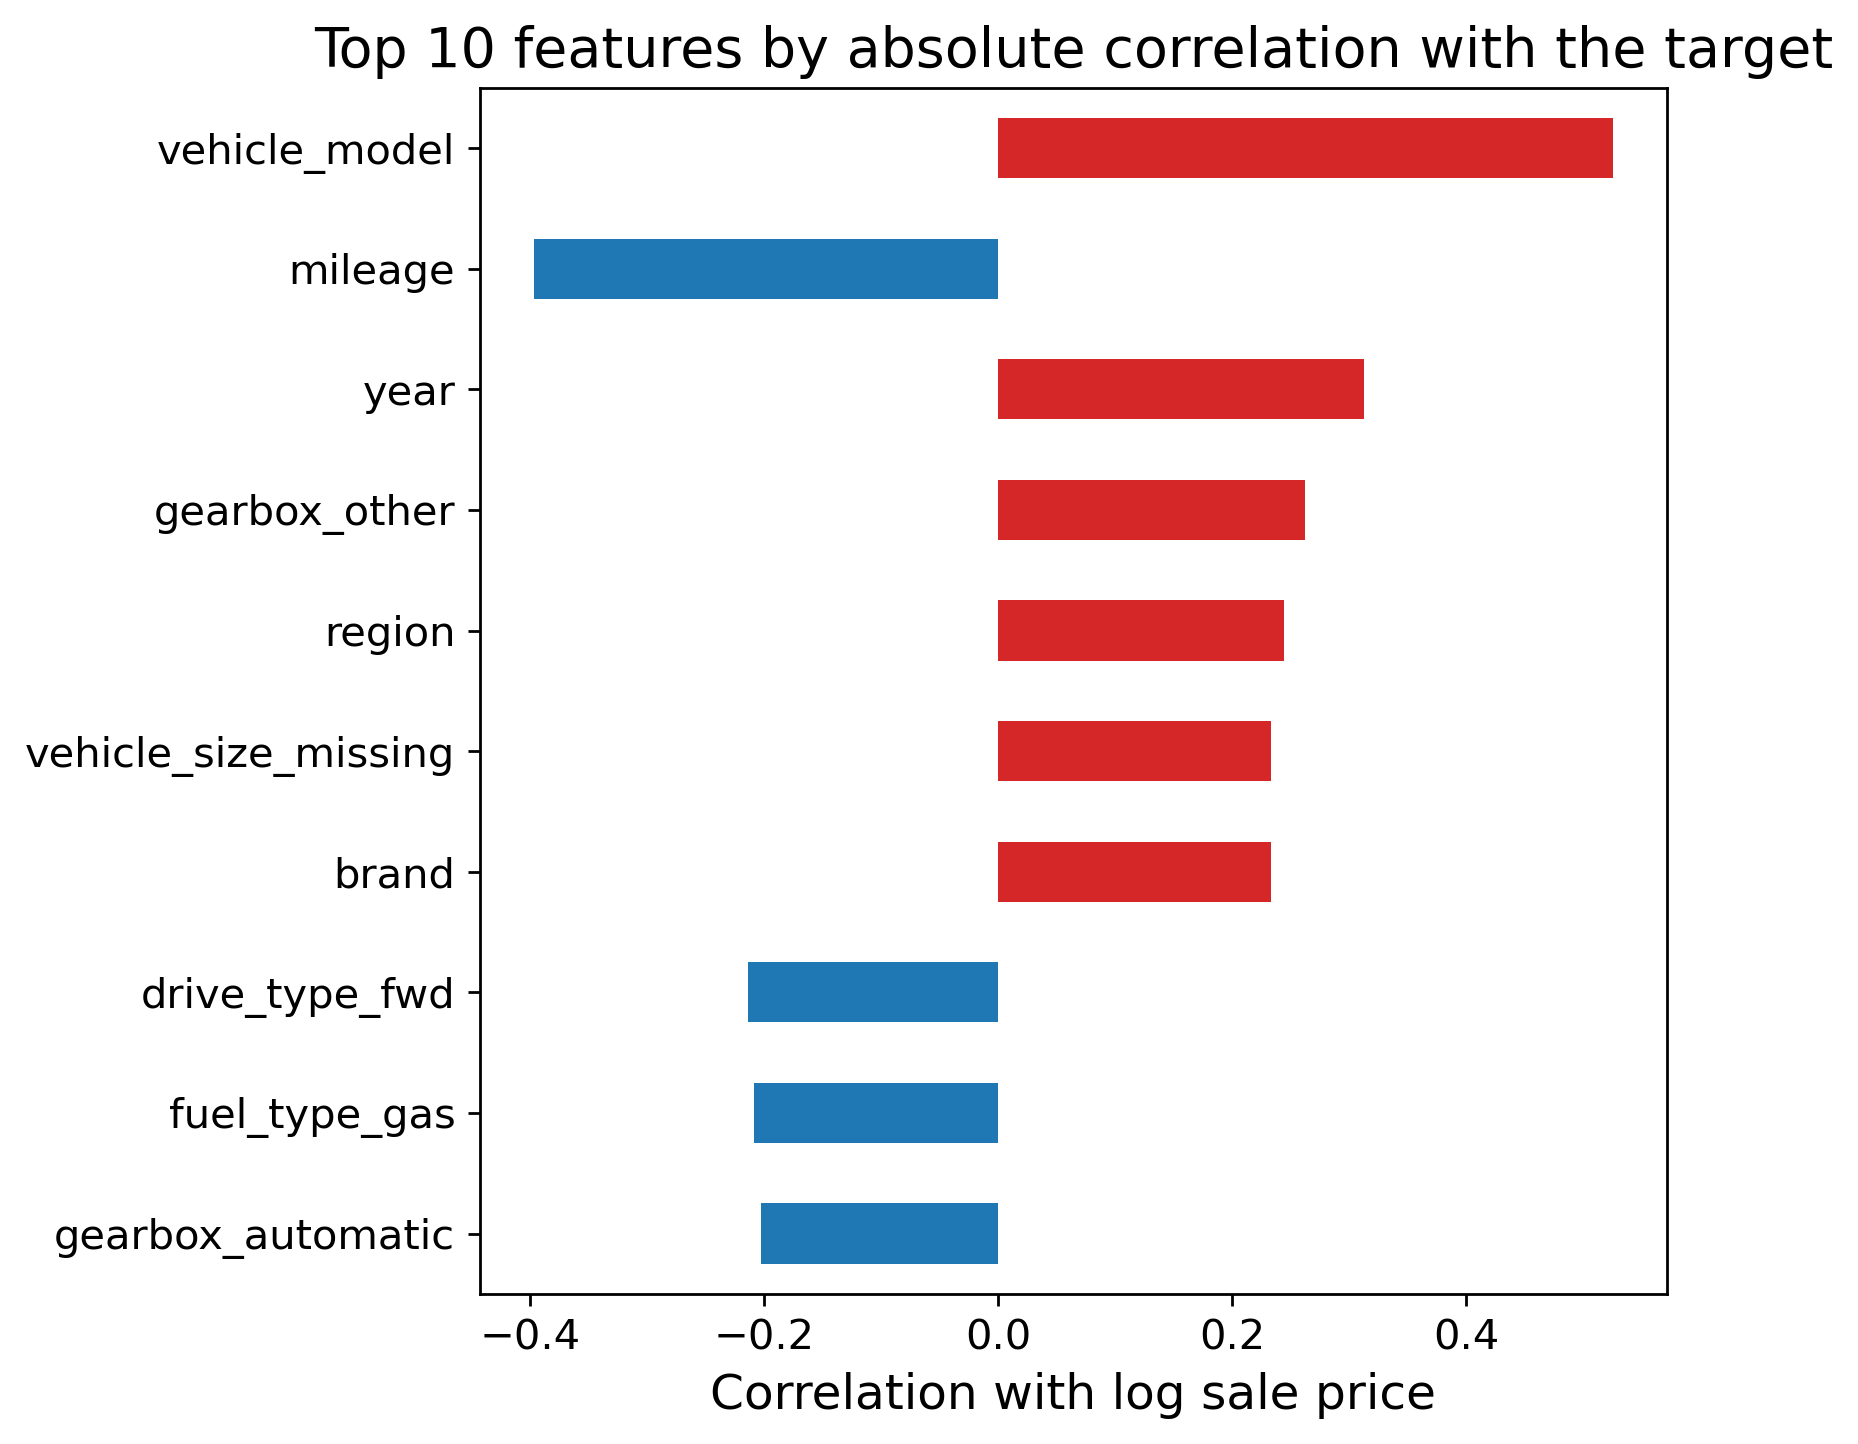 Top 10 features by absolute correlation with the target
vehicle_model
mileage
year
gearbox_other
region
vehicle_size_missing
brand
drive_type_fwd
fuel_type_gas
gearbox_automatic
−0.4 −0.2 0.0 0.2 0.4
Correlation with log sale price